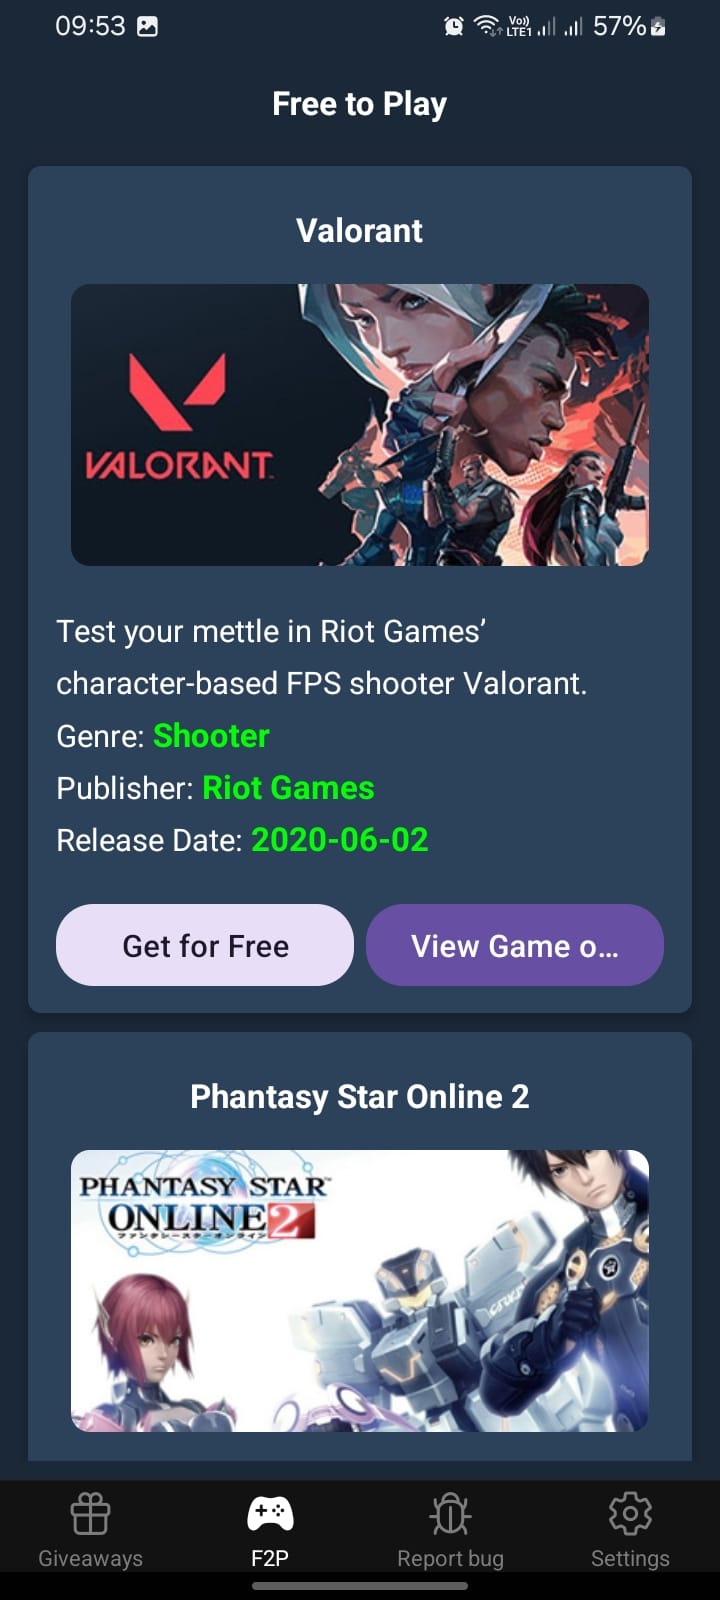 09:53
Vo))
LTE1
57%
Free to Play
Valorant
VALORANT
Test your mettle in Riot Games’
character-based FPS shooter Valorant.
Genre: Shooter
Publisher: Riot Games
Release Date: 2020-06-02
Get for Free
View Game o...
Phantasy Star Online 2
PHANTASY STAR
ONLINE 2
ファンタシースターオンライン2
Giveaways
F2P
Report bug
Settings